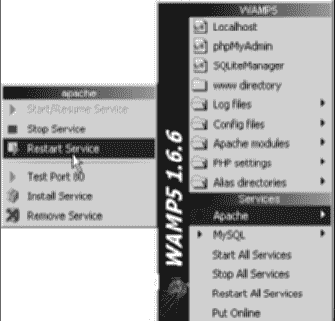 apache
Start/Resume Service
Stop Service
Restart Service
Test Port 80
Install Service
Remove Service
WAMP5 1.6.6
WAMP5
Localhost
phpMyAdmin
SQLiteManager
www directory
Log files
Config files
Apache modules
PHP settings
Alias directories
Services
Apache
MySQL
Start All Services
Stop All Services
Restart All Services
Put Online